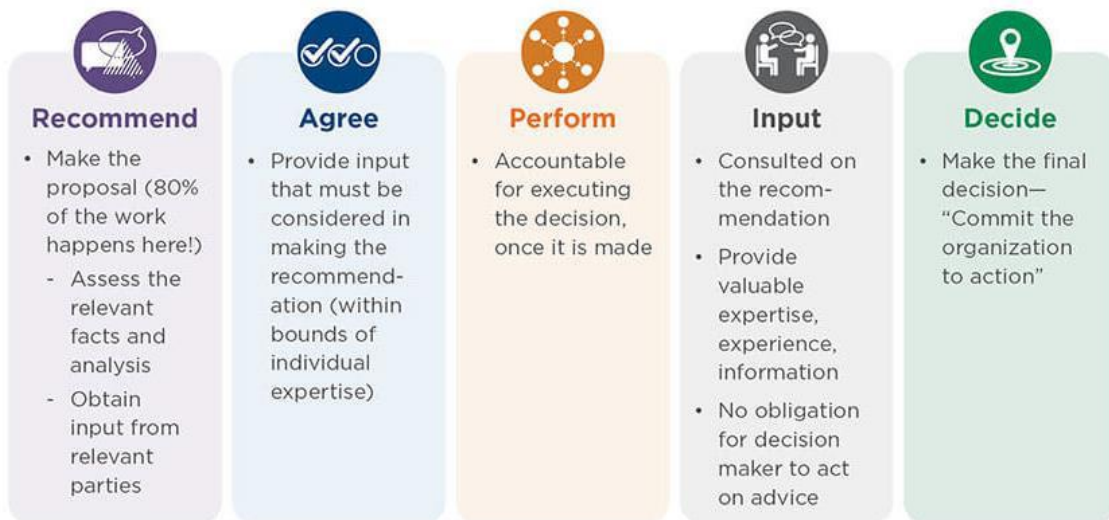 Recommend
• Make the
proposal (80%
of the work
happens here!)
- Assess the
relevant
facts and
analysis
- Obtain
input from
relevant
parties
Agree
• Provide input
that must be
considered in
making the
recommend-
ation (within
bounds of
individual
expertise)
Perform
• Accountable
for executing
the decision,
once it is made
Input
• Consulted on
the recom-
mendation
• Provide
valuable
expertise,
experience,
information
• No obligation
for decision
maker to act
on advice
Decide
• Make the final
decision—
“Commit the
organization
to action”